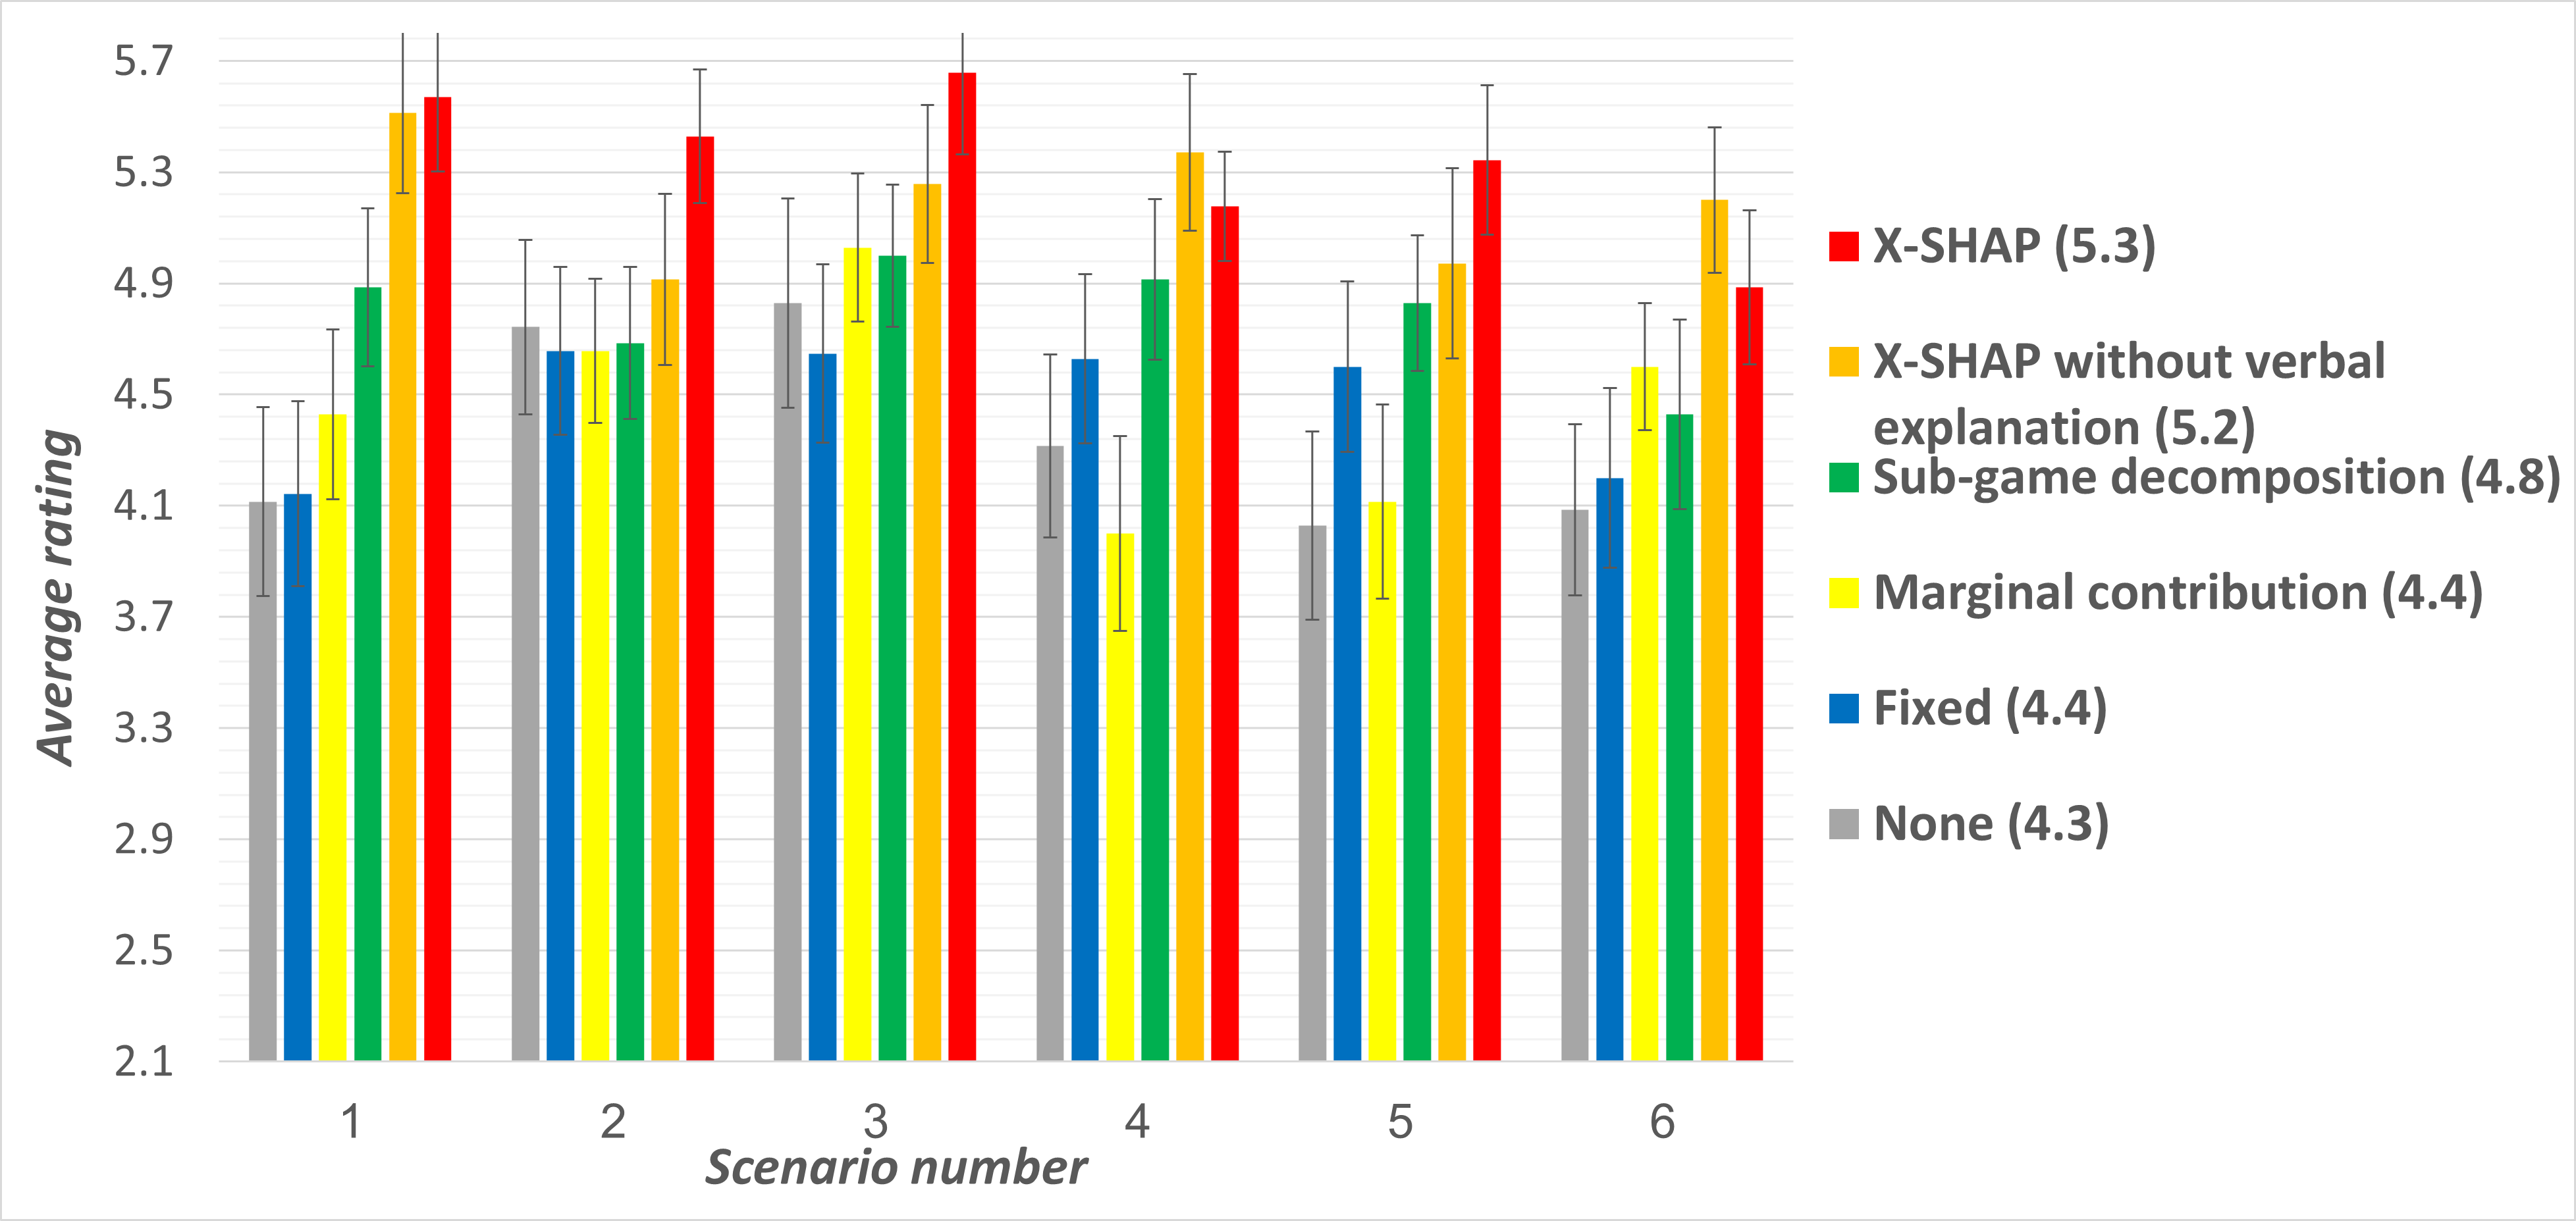 5.7
5.3
4.9
4.5
4.1
3.7
3.3
2.9
2.5
2.1
Average rating
1 2 3 4 5 6
Scenario number
X-SHAP (5.3)
X-SHAP without verbal
explanation (5.2)
Sub-game decomposition (4.8)
Marginal contribution (4.4)
Fixed (4.4)
None (4.3)